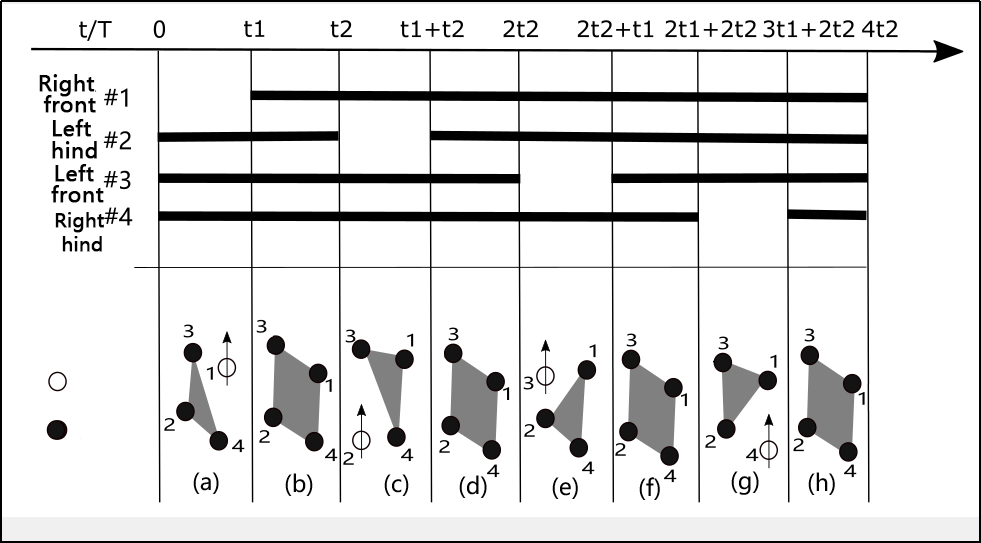 t/T 0 t1 t2 t1+t2 2t2 2t2+t1 2t1+2t2 3t1+2t2 4t2
Right
front #1
Left
hind #2
Left
front #3
Right #4
hind
3 1 2 4
3 1 2 4
3 1 2 4
3 1 2 4
3 1 2 4
3 1 2 4
3 1 2 4
3 1 2 4
(a) (b) (c) (d) (e) (f) (g) (h)